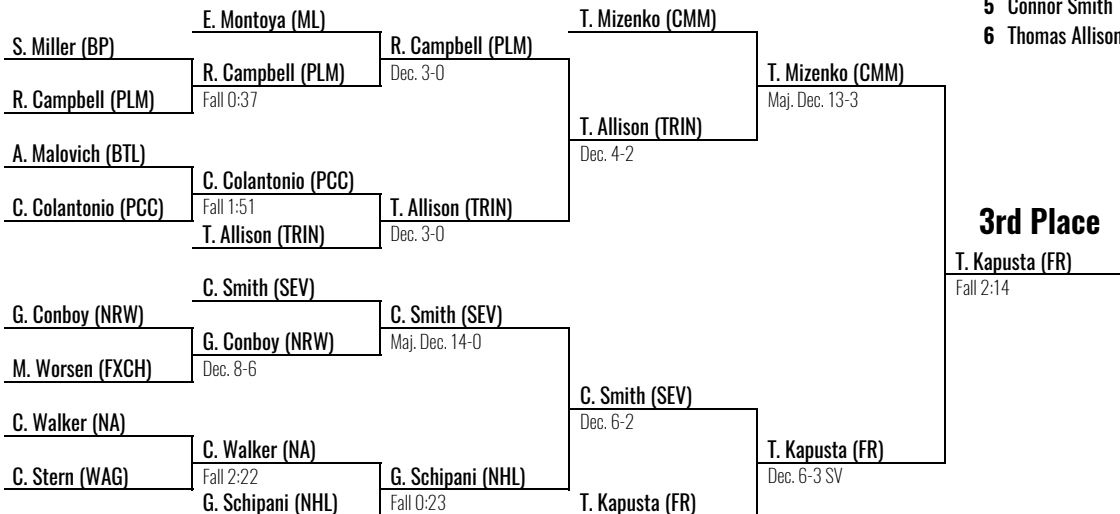 E. Montoya (ML)
S. Miller (BP)
R. Campbell (PLM)
Fall 0:37
R. Campbell (PLM)
R. Campbell (PLM)
Dec. 3-0
A. Malovich (BTL)
C. Colantonio (PCC)
Fall 1:51
C. Colantonio (PCC)
T. Allison (TRIN)
T. Allison (TRIN)
Dec. 3-0
T. Mizenko (CMM)
T. Allison (TRIN)
Dec. 4-2
T. Mizenko (CMM)
Maj. Dec. 13-3
C. Smith (SEV)
G. Conboy (NRW)
G. Conboy (NRW)
Dec. 8-6
M. Worsen (FXCH)
C. Smith (SEV)
Maj. Dec. 14-0
C. Walker (NA)
C. Walker (NA)
Fall 2:22
C. Stern (WAG)
G. Schipani (NHL)
G. Schipani (NHL)
Fall 0:23
C. Smith (SEV)
Dec. 6-2
T. Kapusta (FR)
T. Kapusta (FR)
Dec. 6-3 SV
3rd Place
T. Kapusta (FR)
Fall 2:14
5 Connor Smith
6 Thomas Allison